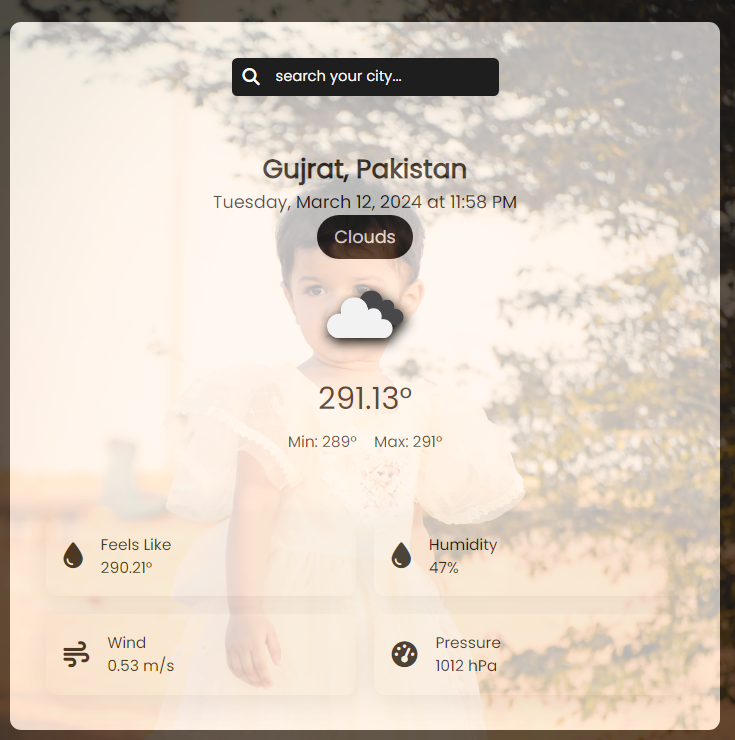 search your city...
Gujrat, Pakistan
Tuesday, March 12, 2024 at 11:58 PM
Clouds
291.13°
Min: 289° Max: 291°
Feels Like
290.21°
Humidity
47%
Wind
0.53 m/s
Pressure
1012 hPa